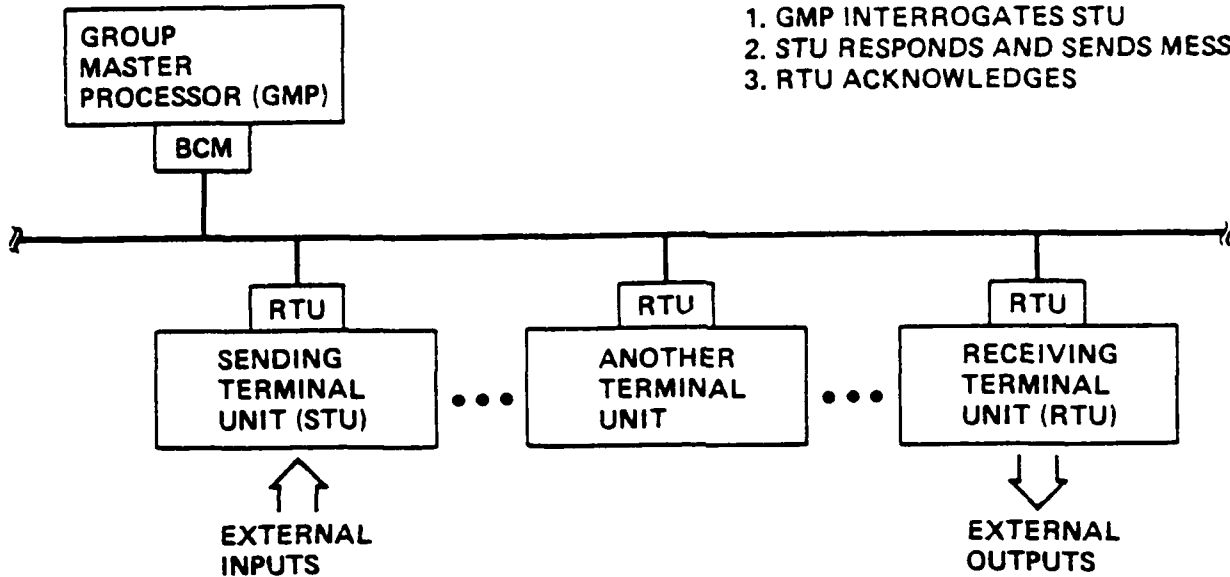 GROUP
MASTER
PROCESSOR (GMP)
BCM
1. GMP INTERROGATES STU
2. STU RESPONDS AND SENDS MESS
3. RTU ACKNOWLEDGES
RTU
SENDING
TERMINAL
UNIT (STU)
RTU
ANOTHER
TERMINAL
UNIT
RTU
RECEIVING
TERMINAL
UNIT (RTU)
EXTERNAL
INPUTS
EXTERNAL
OUTPUTS